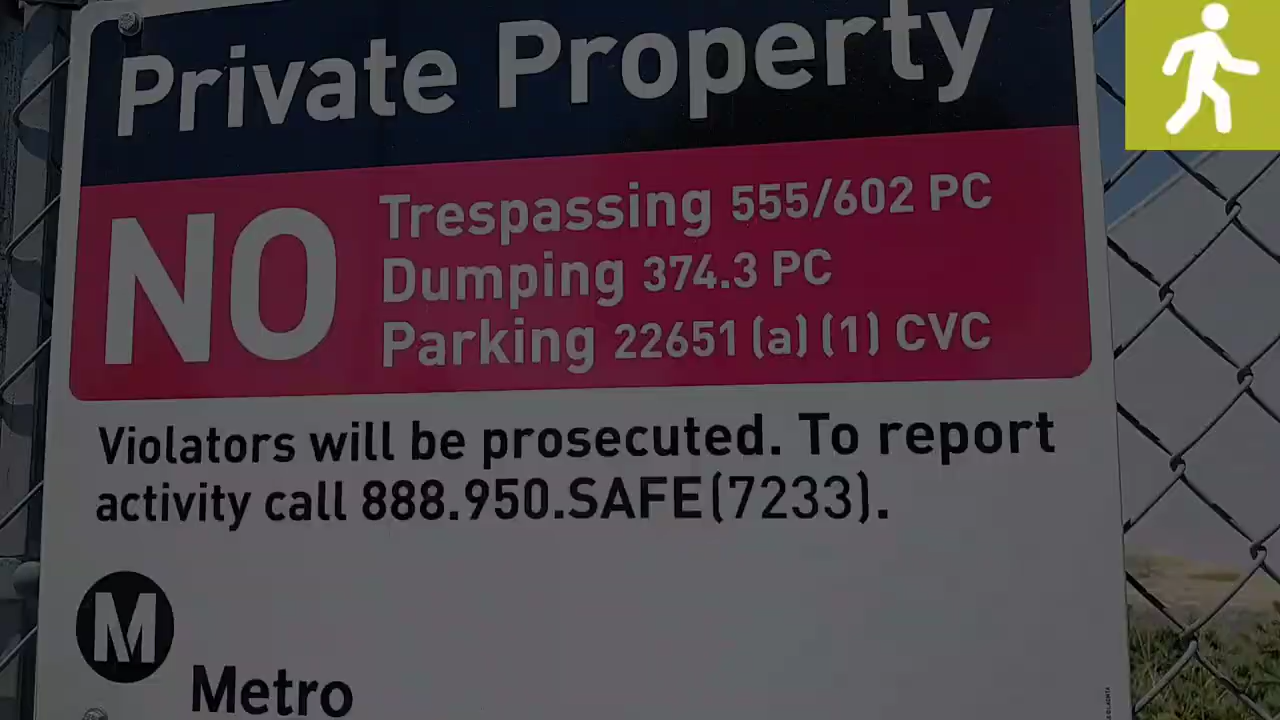 Private Property
NO
Trespassing 555/602 PC
Dumping 374.3 PC
Parking 22651 (a) (1) CVC
Violators will be prosecuted. To report
activity call 888.950.SAFE(7233).
M
Metro